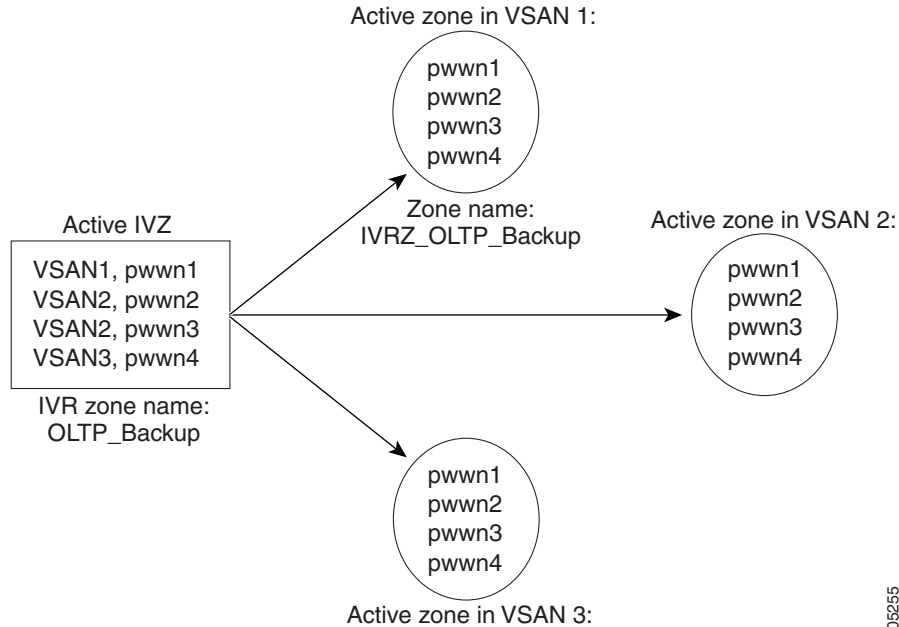 Active zone in VSAN 1:
pwwn1
pwwn2
pwwn3
pwwn4
Zone name:
IVRZ_OLTP_Backup
Active IVZ
VSAN1, pwwn1
VSAN2, pwwn2
VSAN2, pwwn3
VSAN3, pwwn4
IVR zone name:
OLTP_Backup
Active zone in VSAN 2:
pwwn1
pwwn2
pwwn3
pwwn4
pwwn1
pwwn2
pwwn3
pwwn4
Active zone in VSAN 3:
05255